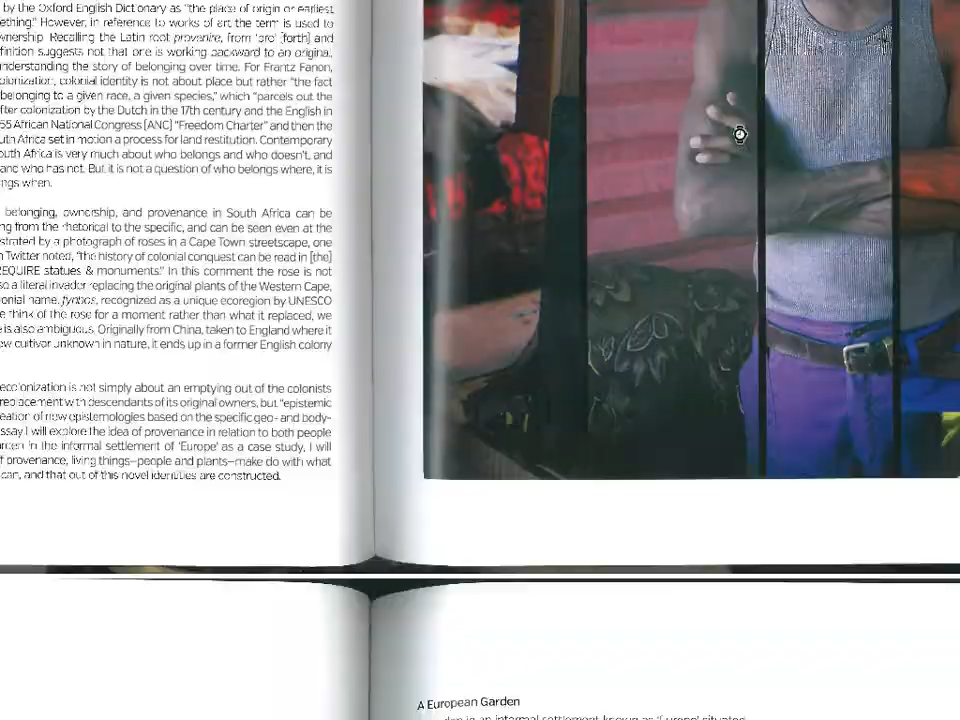 by the Oxford English Dictionary as "the place of origin or earliest
ething." However, in reference to works of art the term is used to
wnership. Recalling the Latin root provenire, from 'pro' [forth] and
finition suggests not that one is working backward to an original,
nderstanding the story of belonging over time. For Frantz Fanon,
olonization, colonial identity is not about place but rather "the fact
belonging to a given race, a given species," which "parcels out the
fter colonization by the Dutch in the 17th century and the English in
55 African National Congress [ANC] "Freedom Charter" and then the
uth Africa set in motion a process for land restitution. Contemporary
outh Africa is very much about who belongs and who doesn't, and
and who has not. But it is not a question of who belongs where, it is
ngs when.
belonging, ownership, and provenance in South Africa can be
ng from the rhetorical to the specific, and can be seen even at the
strated by a photograph of roses in a Cape Town streetscape, one
n Twitter noted, "the history of colonial conquest can be read in [the]
REQUIRE statues & monuments." In this comment the rose is not
so a literal invader replacing the original plants of the Western Cape,
onial name, fynbos, recognized as a unique ecoregion by UNESCO
e think of the rose for a moment rather than what it replaced, we
e is also ambiguous. Originally from China, taken to England where it
ew cultivar unknown in nature, it ends up in a former English colony
ecolonization is not simply about an emptying out of the colonists
replacement with descendants of its original owners, but "epistemic
eation of new epistemologies based on the specific geo- and body-
ssay I will explore the idea of provenance in relation to both people
arden in the informal settlement of 'Europe' as a case study, I will
f provenance, living things—people and plants—make do with what
can, and that out of this novel identities are constructed.
A European Garden
den in an informal settlement known as 'Europe' situated